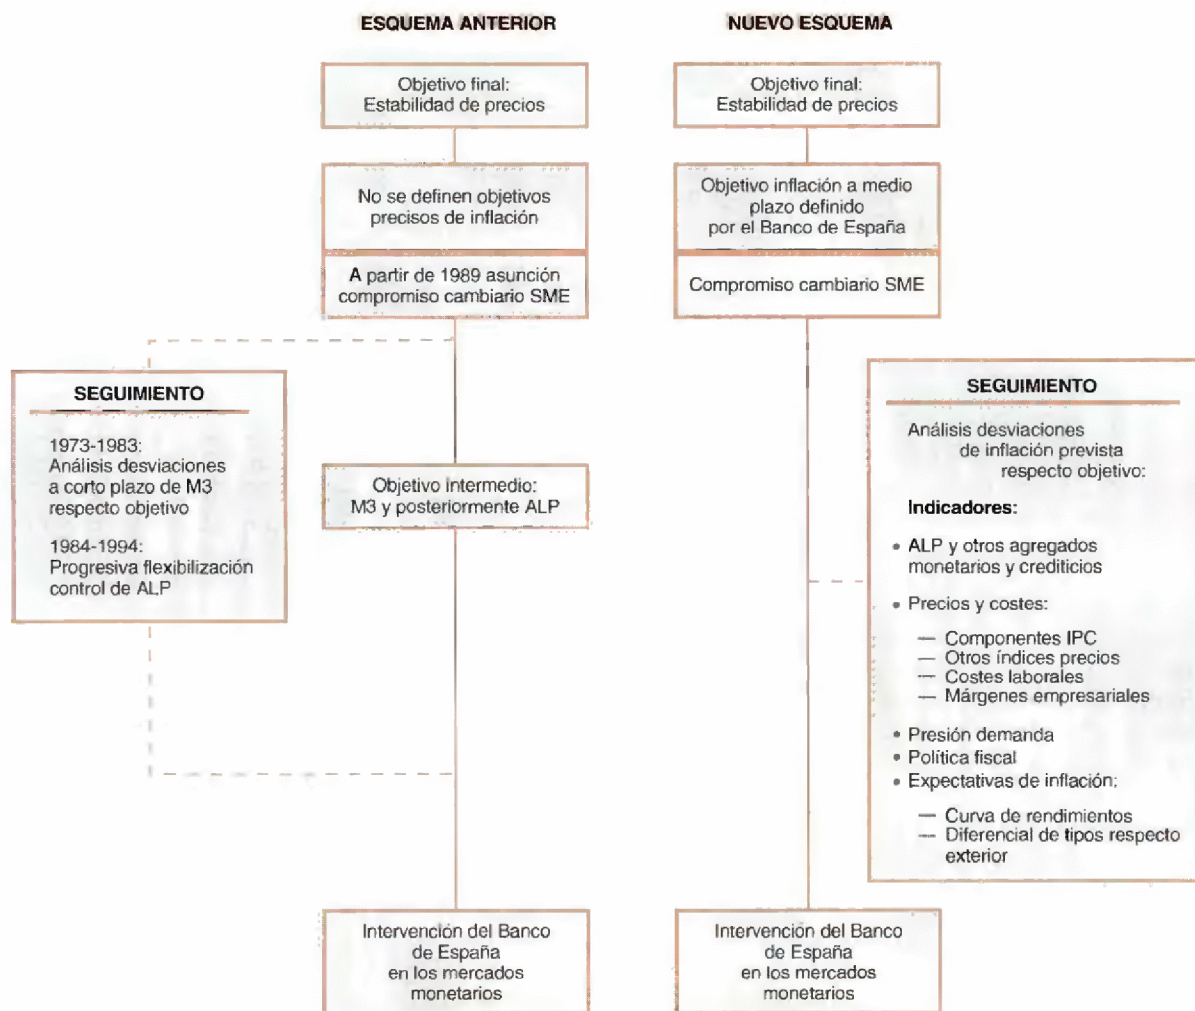 ESQUEMA ANTERIOR
Objetivo final:
Estabilidad de precios
No se definen objetivos
precisos de inflación
A partir de 1989 asunción
compromiso cambiario SME
SEGUIMIENTO
1973-1983:
Análisis desviaciones
a corto plazo de M3
respecto objetivo
1984-1994:
Progresiva flexibilización
control de ALP
Objetivo intermedio:
M3 y posteriormente ALP
Intervención del Banco
de España
en los mercados
monetarios
NUEVO ESQUEMA
Objetivo final:
Estabilidad de precios
Objetivo inflación a medio
plazo definido
por el Banco de España
Compromiso cambiario SME
SEGUIMIENTO
Análisis desviaciones
de inflación prevista
respecto objetivo:
Indicadores:
• ALP y otros agregados
monetarios y crediticios
• Precios y costes:
— Componentes IPC
— Otros índices precios
— Costes laborales
— Márgenes empresariales
• Presión demanda
• Política fiscal
• Expectativas de inflación:
— Curva de rendimientos
— Diferencial de tipos respecto
exterior
Intervención del Banco
de España
en los mercados
monetarios